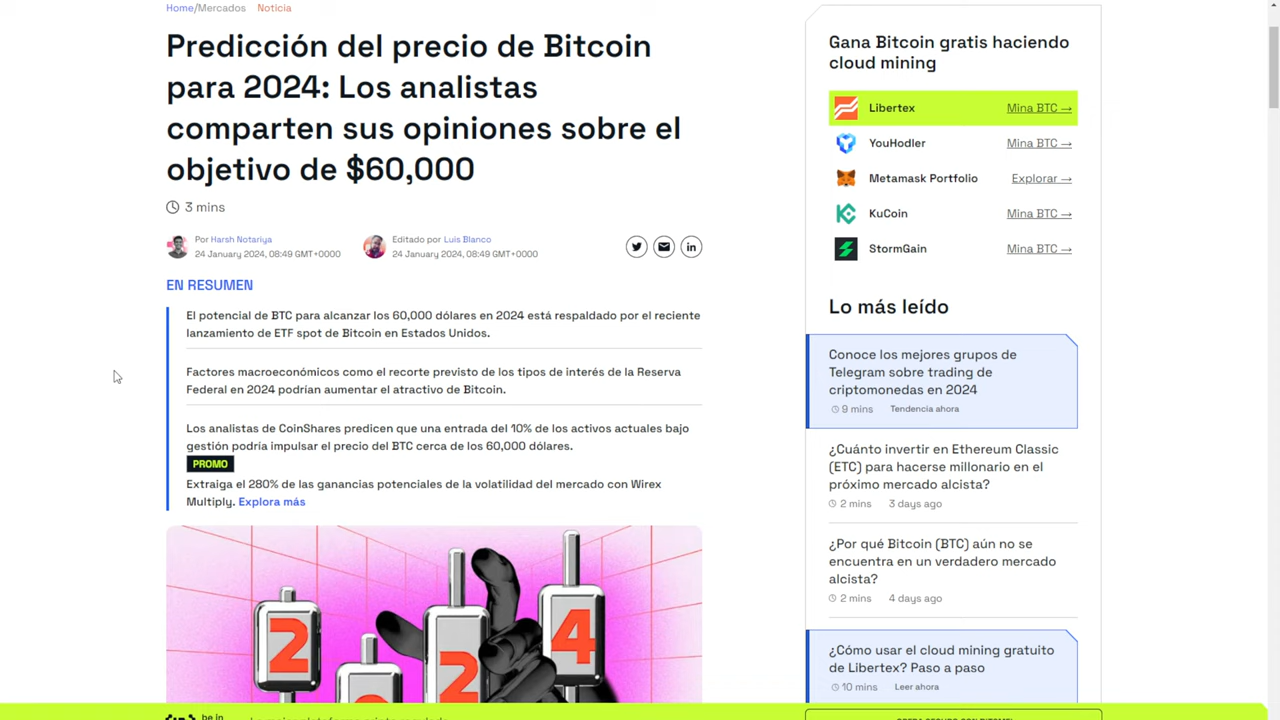 Home/Mercados Noticia
Predicción del precio de Bitcoin
para 2024: Los analistas
comparten sus opiniones sobre el
objetivo de $60,000
3 mins
Por Harsh Notariya
24 January 2024, 08:49 GMT+0000
Editado por Luis Blanco
24 January 2024, 08:49 GMT+0000
in
EN RESUMEN
El potencial de BTC para alcanzar los 60,000 dólares en 2024 está respaldado por el reciente
lanzamiento de ETF spot de Bitcoin en Estados Unidos.
Factores macroeconómicos como el recorte previsto de los tipos de interés de la Reserva
Federal en 2024 podrian aumentar el atractivo de Bitcoin.
Los analistas de CoinShares predicen que una entrada del 10% de los activos actuales bajo
gestión podría impulsar el precio del BTC cerca de los 60,000 dólares.
PROMO
Extraiga el 280% de las ganancias potenciales de la volatilidad del mercado con Wirex
Multiply. Explora más
2
2
4
be in
Gana Bitcoin gratis haciendo
cloud mining
Libertex Mina BTC →
YouHodler Mina BTC →
Metamask Portfolio Explorar →
KuCoin Mina BTC →
StormGain Mina BTC →
Lo más leído
Conoce los mejores grupos de
Telegram sobre trading de
criptomonedas en 2024
9 mins Tendencia ahora
¿Cuánto invertir en Ethereum Classic
(ETC) para hacerse millonario en el
próximo mercado alcista?
2 mins 3 days ago
¿Por qué Bitcoin (BTC) aún no se
encuentra en un verdadero mercado
alcista?
2 mins 4 days ago
¿Cómo usar el cloud mining gratuito
de Libertex? Paso a paso
10 mins Leer ahora